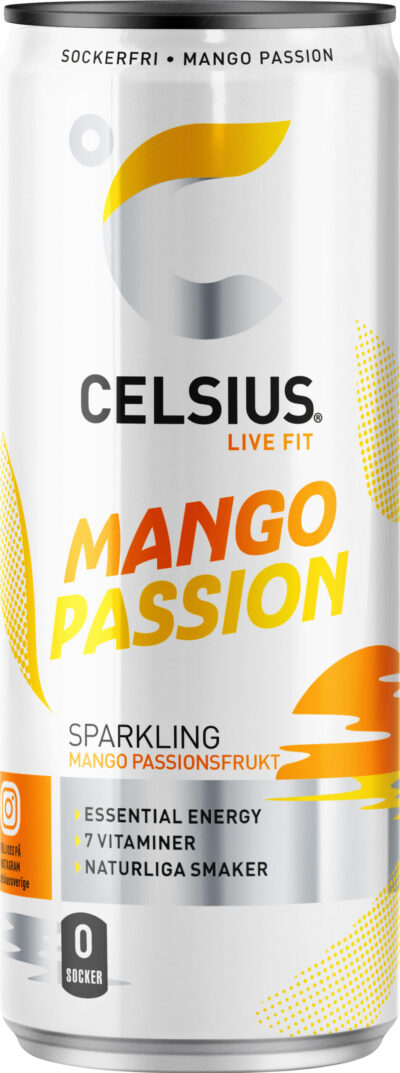 SOCKERFRI • MANGO PASSION
CELSIUS®
LIVE FIT
MANGO
PASSION
SPARKLING
MANGO PASSIONSFRUKT
ESSENTIAL ENERGY
7 VITAMINER
NATURLIGA SMAKER
PÅ
0
SOCKER